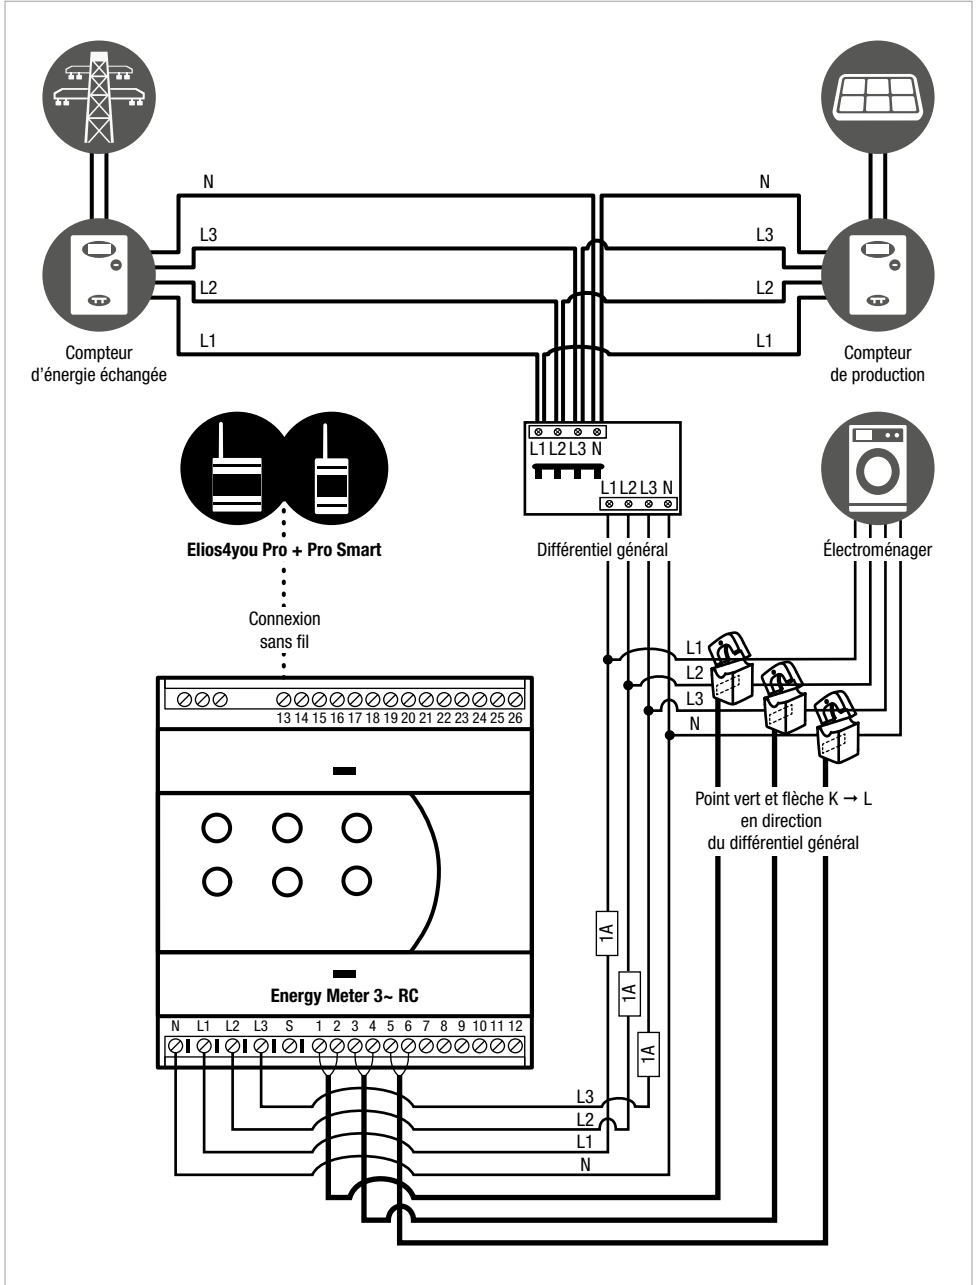 N
N
L3
L3
L2
L2
L1
L1
Compteur
d'énergie échangée
Compteur
de production
L1 L2 L3 N
L1 L2 L3 N
Elios4you Pro + Pro Smart
Différentiel général
Électroménager
Connexion
sans fil
L1
L2
L3
N
13 14 15 16 17 18 19 20 21 22 23 24 25 26
Point vert et flèche K → L
en direction
du différentiel général
1A
1A
1A
Energy Meter 3~ RC
N L1 L2 L3 S 1 2 3 4 5 6 7 8 9 10 11 12
L3
L2
L1
N